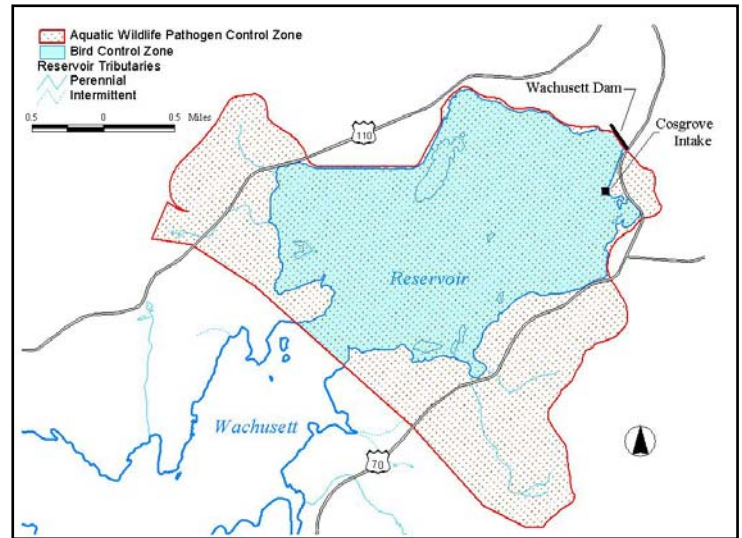 Aquatic Wildlife Pathogen Control Zone
Bird Control Zone
Reservoir Tributaries
Perennial
Intermittent
0.5 0 0.5 Miles
110
Wachusett Dam
Cosgrove
Intake
Reservoir
Wachusett
70